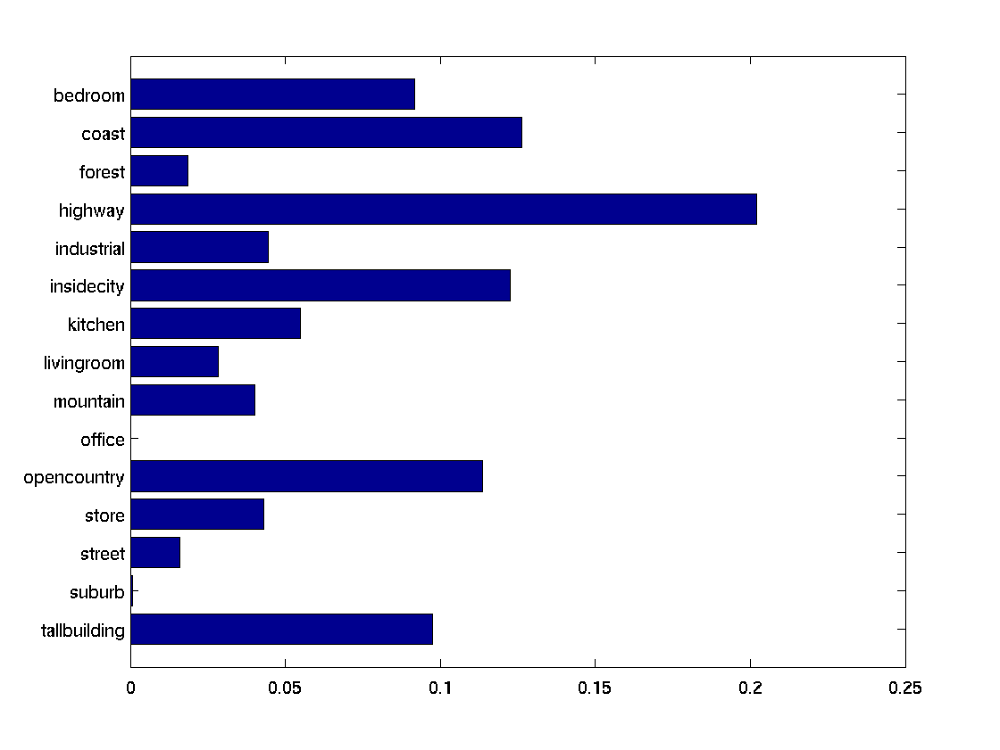 bedroom
coast
forest
highway
industrial
insidecity
kitchen
livingroom
mountain
office
opencountry
store
street
suburb
tallbuilding
0 0.05 0.1 0.15 0.2 0.25